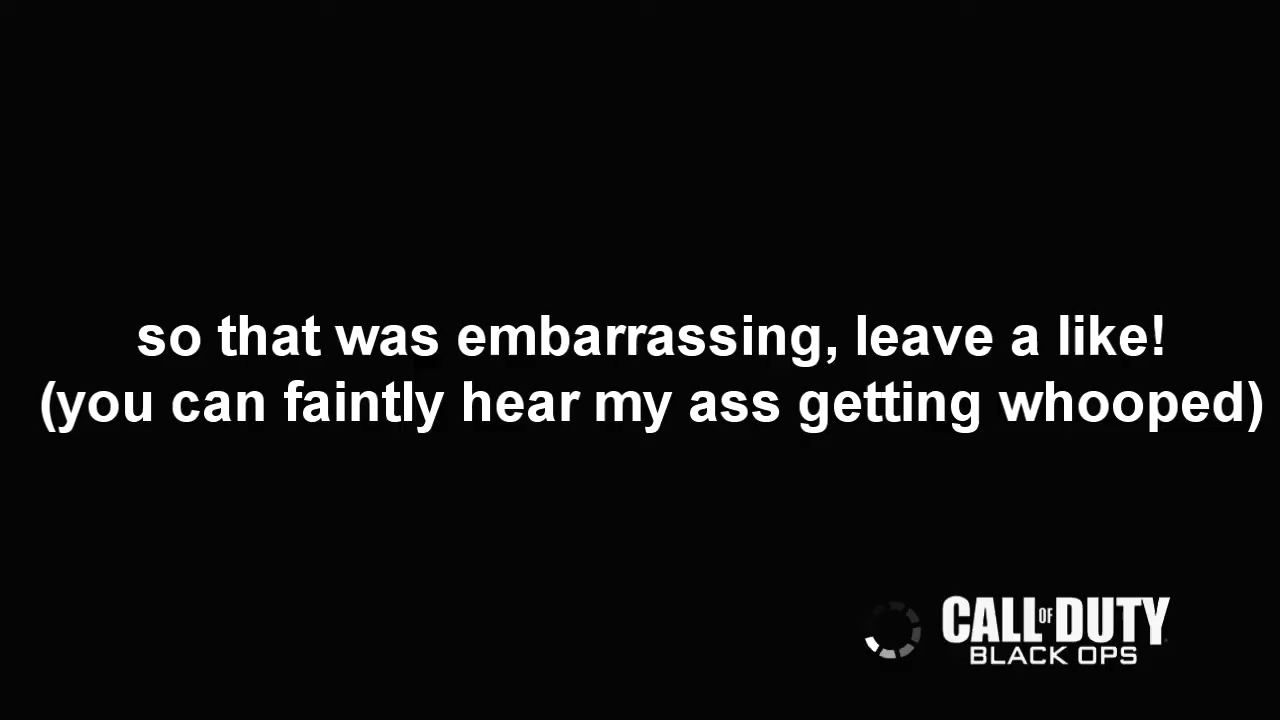 so that was embarrassing, leave a like!
(you can faintly hear my ass getting whooped)
CALL OF DUTY
BLACK OPS